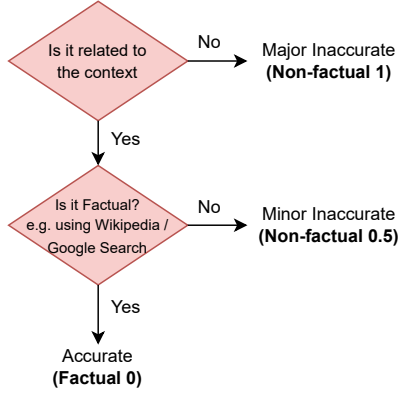 Is it related to
the context
No
Major Inaccurate
(Non-factual 1)
Yes
Is it Factual?
e.g. using Wikipedia /
Google Search
No
Minor Inaccurate
(Non-factual 0.5)
Yes
Accurate
(Factual 0)